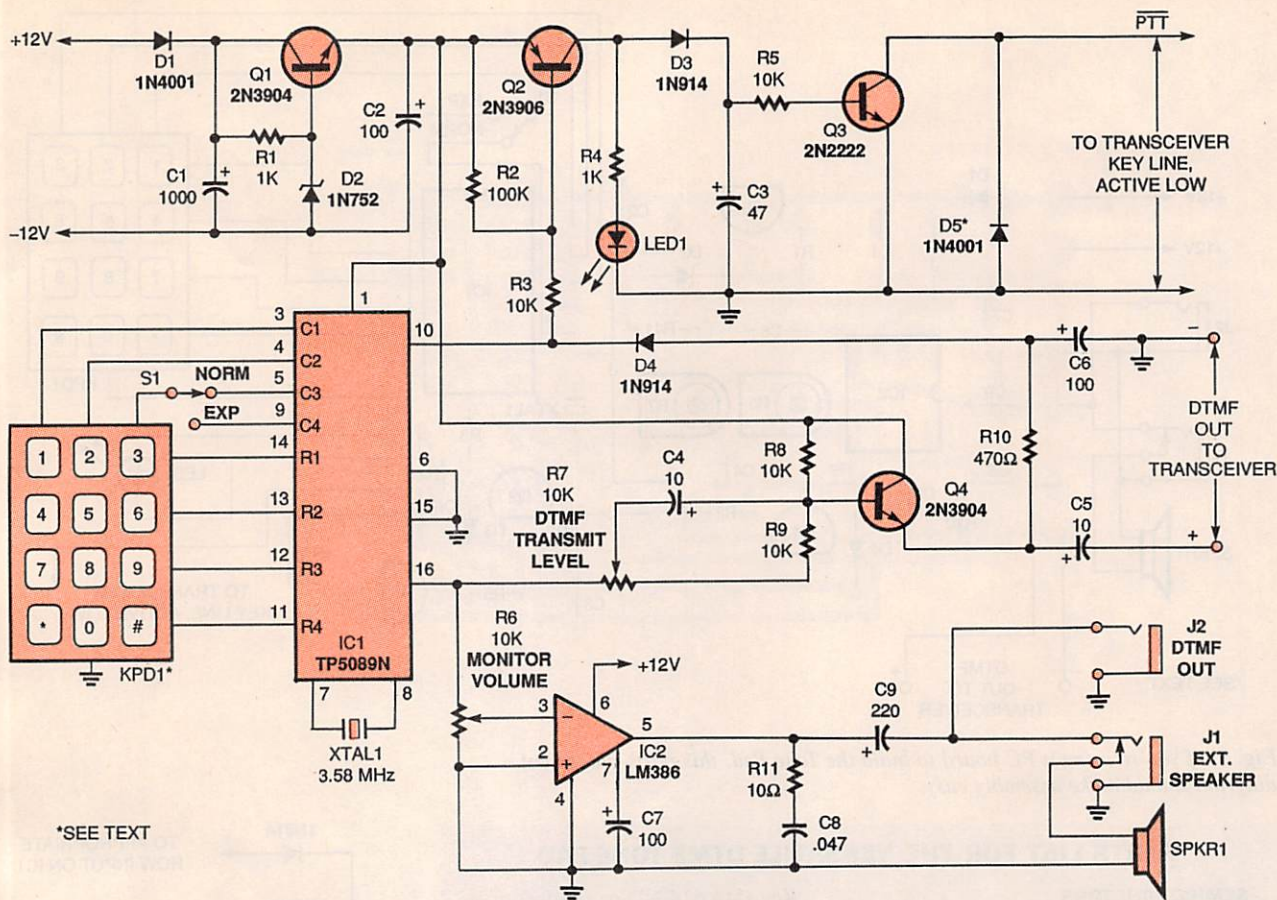 +12V
D1
1N4001
Q1
2N3904
C2
100
+
R1
1K
C1
1000
+
D2
1N752
–12V
Q2
2N3906
R2
100K
R3
10K
R4
1K
LED1
D3
1N914
R5
10K
C3
47
+
Q3
2N2222
D5*
1N4001
PTT
TO TRANSCEIVER
KEY LINE,
ACTIVE LOW
1
3
C1
4
C2
5
C3
9
C4
14
R1
13
R2
12
R3
11
R4
10
6
15
16
IC1
TP5089N
7
8
XTAL1
3.58 MHz
S1
NORM
EXP
1
2
3
4
5
6
7
8
9
*
0
#
KPD1*
D4
1N914
+
C6
100
–
DTMF
OUT
TO
TRANSCEIVER
+
R10
470Ω
C5
10
+
R8
10K
R9
10K
Q4
2N3904
C4
10
+
R7
10K
DTMF
TRANSMIT
LEVEL
R6
10K
MONITOR
VOLUME
+12V
3
–
2
+
6
5
7
4
IC2
LM386
C7
100
+
R11
10Ω
C8
.047
C9
220
+
J2
DTMF
OUT
J1
EXT.
SPEAKER
SPKR1
*SEE TEXT